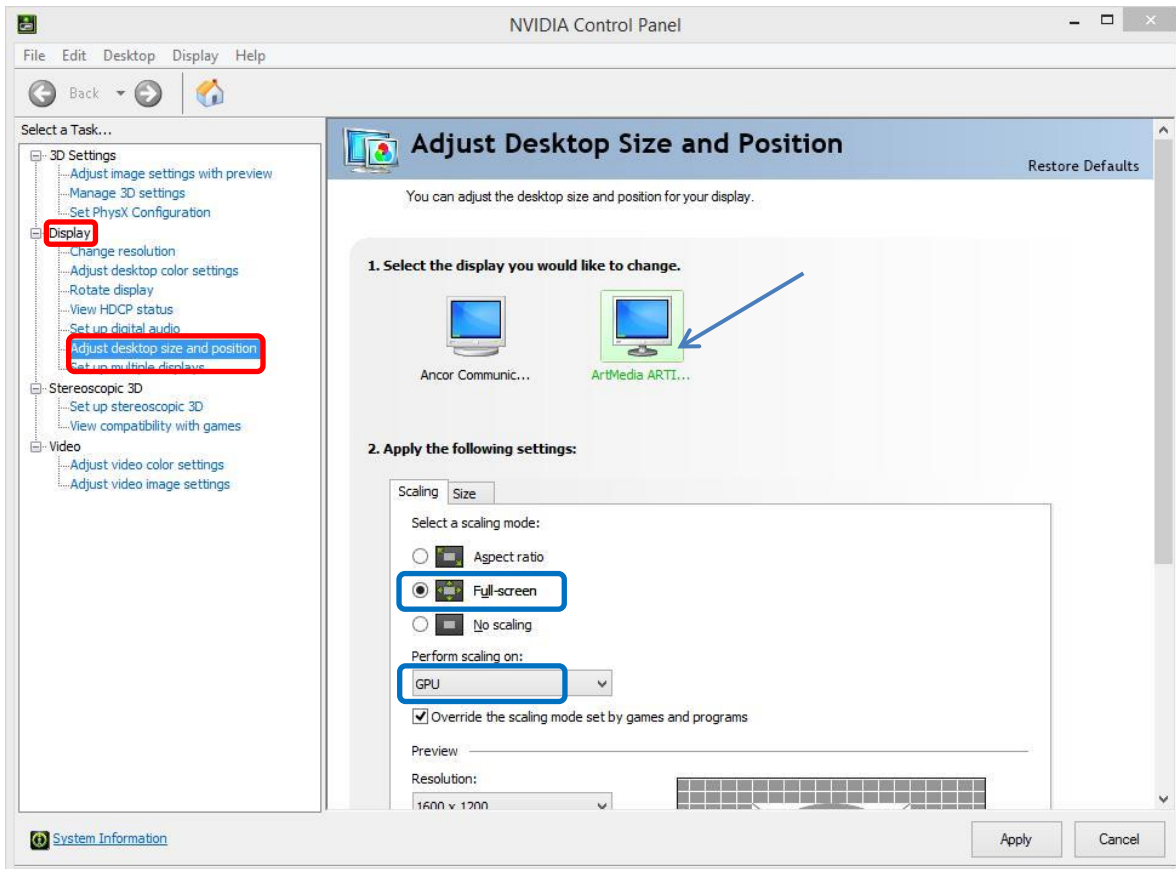 NVIDIA Control Panel
File Edit Desktop Display Help
Back
Select a Task...
3D Settings
Adjust image settings with preview
Manage 3D settings
Set PhysX Configuration
Display
Change resolution
Adjust desktop color settings
Rotate display
View HDCP status
Set up digital audio
Adjust desktop size and position
Set up multiple displays
Stereoscopic 3D
Set up stereoscopic 3D
View compatibility with games
Video
Adjust video color settings
Adjust video image settings
Adjust Desktop Size and Position
Restore Defaults
You can adjust the desktop size and position for your display.
1. Select the display you would like to change.
Ancor Communic... ArtMedia ARTI...
2. Apply the following settings:
Scaling Size
Select a scaling mode:
Aspect ratio
Full-screen
No scaling
Perform scaling on:
GPU
Override the scaling mode set by games and programs
Preview
Resolution:
1600 x 1200
System Information
Apply Cancel